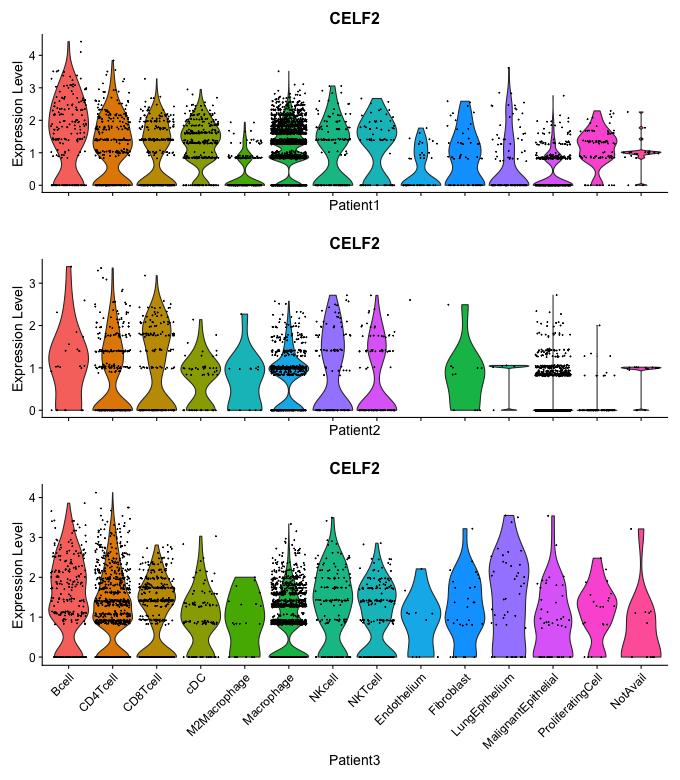 CELF2
Expression Level
4
3
2
1
0
Patient1
CELF2
Expression Level
3
2
1
0
Patient2
CELF2
Expression Level
4
3
2
1
0
Bcell
CD4Tcell
CD8Tcell
cDC
M2Macrophage
Macrophage
NKcell
NKTcell
Endothelium
Fibroblast
LungEpithelium
MalignantEpithelial
ProliferatingCell
NotAvail
Patient3